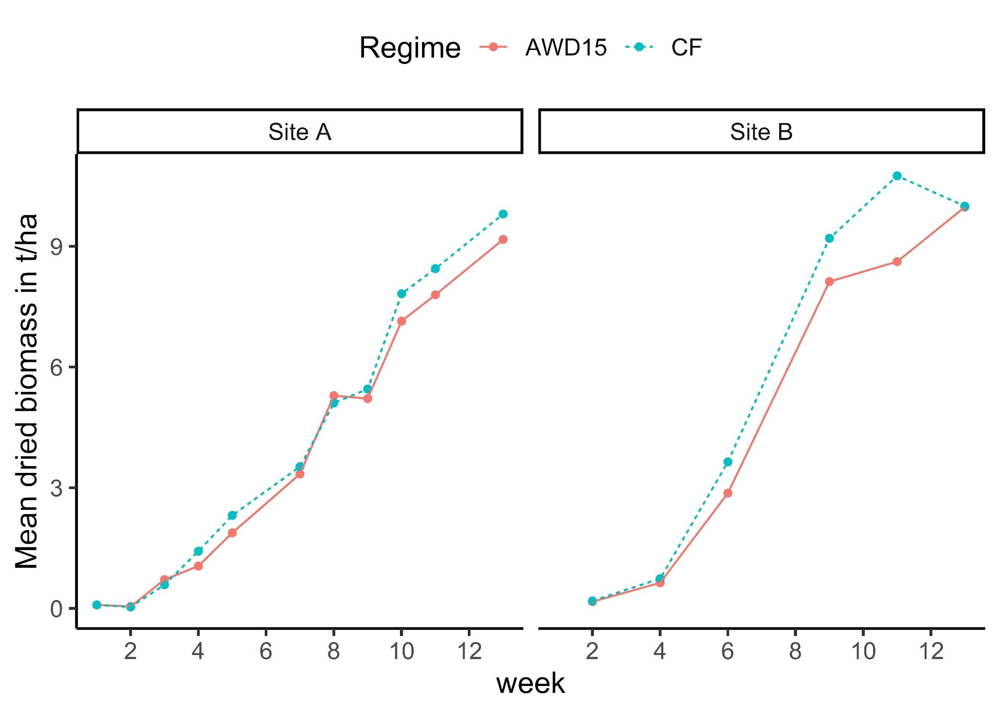 Regime AWD15 CF
Site A
Site B
Mean dried biomass in t/ha
9
6
3
0
2 4 6 8 10 12
2 4 6 8 10 12
week